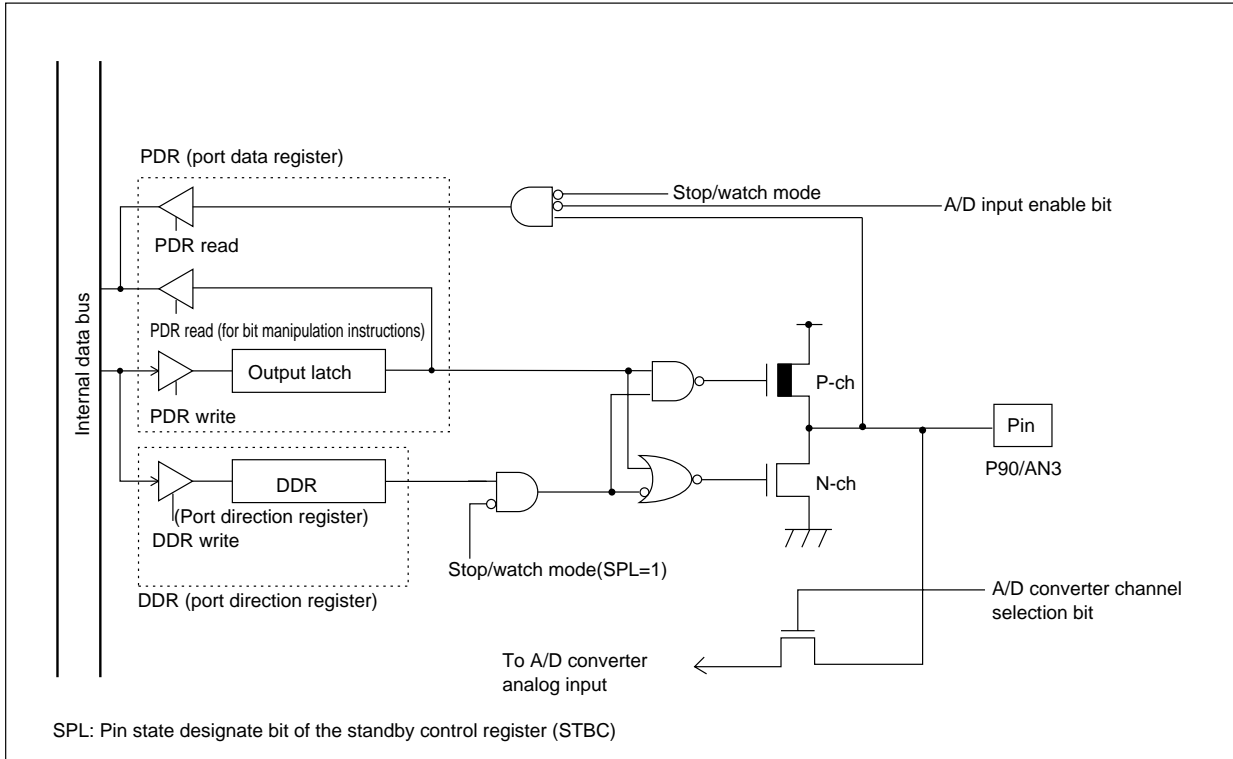 PDR (port data register)
Stop/watch mode
A/D input enable bit
PDR read
Internal data bus
PDR read (for bit manipulation instructions)
Output latch
P-ch
PDR write
Pin
P90/AN3
DDR
N-ch
(Port direction register)
DDR write
Stop/watch mode(SPL=1)
DDR (port direction register)
A/D converter channel
selection bit
To A/D converter
analog input
SPL: Pin state designate bit of the standby control register (STBC)